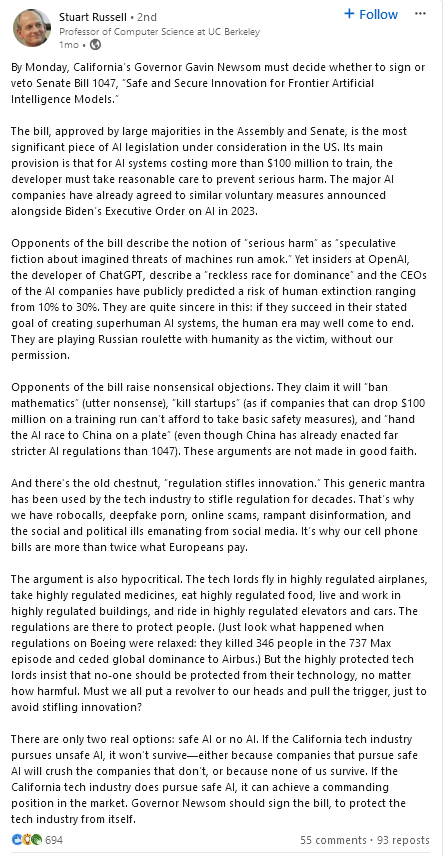 Stuart Russell • 2nd
+ Follow ...
Professor of Computer Science at UC Berkeley
1mo •
By Monday, California's Governor Gavin Newsom must decide whether to sign or
veto Senate Bill 1047, "Safe and Secure Innovation for Frontier Artificial
Intelligence Models."
The bill, approved by large majorities in the Assembly and Senate, is the most
significant piece of AI legislation under consideration in the US. Its main
provision is that for AI systems costing more than $100 million to train, the
developer must take reasonable care to prevent serious harm. The major AI
companies have already agreed to similar voluntary measures announced
alongside Biden's Executive Order on AI in 2023.
Opponents of the bill describe the notion of "serious harm" as "speculative
fiction about imagined threats of machines run amok." Yet insiders at OpenAI,
the developer of ChatGPT, describe a "reckless race for dominance" and the CEOs
of the AI companies have publicly predicted a risk of human extinction ranging
from 10% to 30%. They are quite sincere in this: if they succeed in their stated
goal of creating superhuman AI systems, the human era may well come to end.
They are playing Russian roulette with humanity as the victim, without our
permission.
Opponents of the bill raise nonsensical objections. They claim it will "ban
mathematics" (utter nonsense), "kill startups" (as if companies that can drop $100
million on a training run can't afford to take basic safety measures), and "hand
the AI race to China on a plate" (even though China has already enacted far
stricter AI regulations than 1047). These arguments are not made in good faith.
And there's the old chestnut, "regulation stifles innovation." This generic mantra
has been used by the tech industry to stifle regulation for decades. That's why
we have robocalls, deepfake porn, online scams, rampant disinformation, and
the social and political ills emanating from social media. It's why our cell phone
bills are more than twice what Europeans pay.
The argument is also hypocritical. The tech lords fly in highly regulated airplanes,
take highly regulated medicines, eat highly regulated food, live and work in
highly regulated buildings, and ride in highly regulated elevators and cars. The
regulations are there to protect people. (Just look what happened when
regulations on Boeing were relaxed: they killed 346 people in the 737 Max
episode and ceded global dominance to Airbus.) But the highly protected tech
lords insist that no-one should be protected from their technology, no matter
how harmful. Must we all put a revolver to our heads and pull the trigger, just to
avoid stifling innovation?
There are only two real options: safe AI or no AI. If the California tech industry
pursues unsafe AI, it won't survive—either because companies that pursue safe
AI will crush the companies that don't, or because none of us survive. If the
California tech industry does pursue safe AI, it can achieve a commanding
position in the market. Governor Newsom should sign the bill, to protect the
tech industry from itself.
694
55 comments • 93 reposts